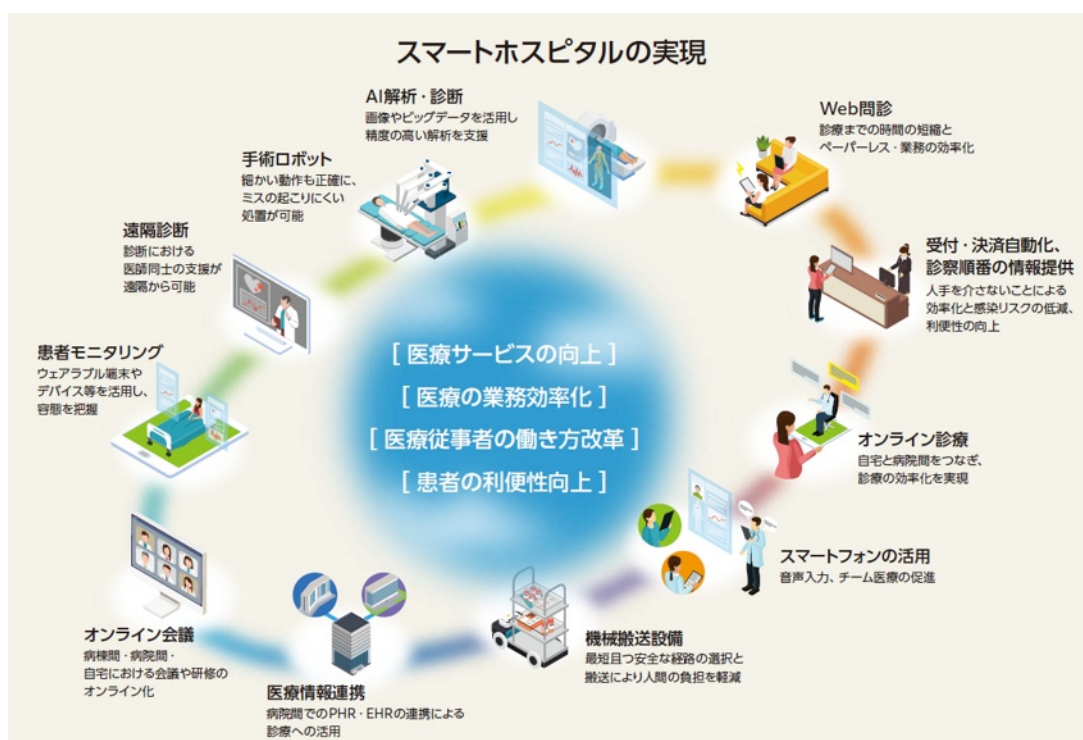 スマートホスピタルの実現
AI解析・診断
画像やビッグデータを活用し
精度の高い解析を支援
Web問診
診療までの時間の短縮と
ペーパーレス・業務の効率化
手術ロボット
細かい動作も正確に、
ミスの起こりにくい
処置が可能
遠隔診断
診断における
医師同士の支援が
遠隔から可能
受付・決済自動化、
診察順番の情報提供
人手を介さないことによる
効率化と感染リスクの低減、
利便性の向上
患者モニタリング
ウェアラブル端末や
デバイス等を活用し、
容態を把握
[ 医療サービスの向上 ]
[ 医療の業務効率化 ]
[ 医療従事者の働き方改革 ]
[ 患者の利便性向上 ]
オンライン診療
自宅と病院間をつなぎ、
診療の効率化を実現
スマートフォンの活用
音声入力、チーム医療の促進
オンライン会議
病棟間・病院間・
自宅における会議や研修の
オンライン化
医療情報連携
病院間でのPHR・EHRの連携による
診療への活用
機械搬送設備
最短且つ安全な経路の選択と
搬送により人間の負担を軽減